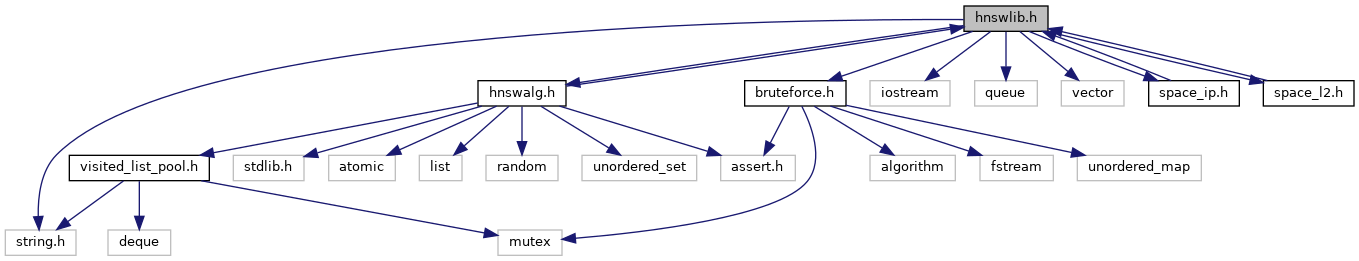 hnswlib.h
hnswalg.h
bruteforce.h
iostream
queue
vector
space_ip.h
space_l2.h
visited_list_pool.h
stdlib.h
atomic
list
random
unordered_set
assert.h
algorithm
fstream
unordered_map
string.h
deque
mutex